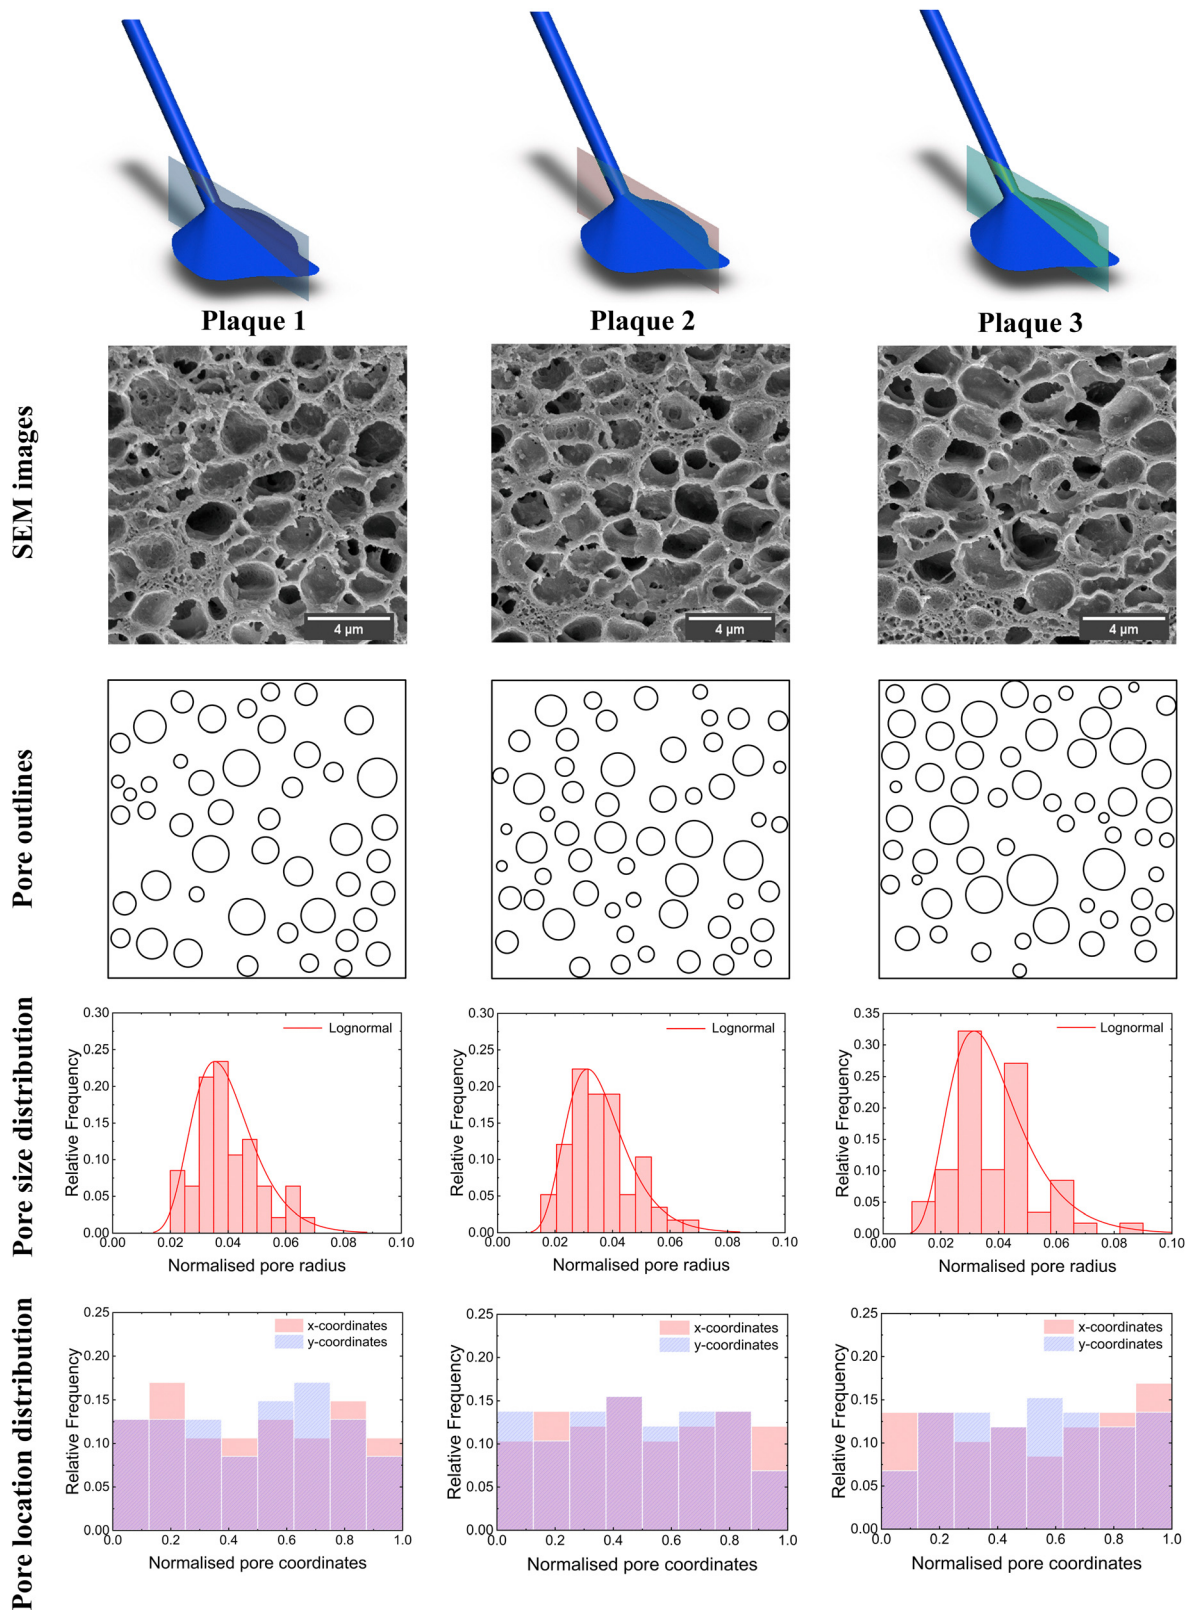 Plaque 1
Plaque 2
Plaque 3
SEM images
4 µm
4 µm
4 µm
Pore outlines
Pore size distribution
0.30
0.25
0.20
0.15
0.10
0.05
0.00
Relative Frequency
Lognormal
0.00 0.02 0.04 0.06 0.08 0.10
Normalised pore radius
0.30
0.25
0.20
0.15
0.10
0.05
0.00
Relative Frequency
Lognormal
0.00 0.02 0.04 0.06 0.08 0.10
Normalised pore radius
0.35
0.30
0.25
0.20
0.15
0.10
0.05
0.00
Relative Frequency
Lognormal
0.00 0.02 0.04 0.06 0.08 0.10
Normalised pore radius
Pore location distribution
0.25
0.20
0.15
0.10
0.05
0.00
Relative Frequency
x-coordinates
y-coordinates
0.0 0.2 0.4 0.6 0.8 1.0
Normalised pore coordinates
0.25
0.20
0.15
0.10
0.05
0.00
Relative Frequency
x-coordinates
y-coordinates
0.0 0.2 0.4 0.6 0.8 1.0
Normalised pore coordinates
0.25
0.20
0.15
0.10
0.05
0.00
Relative Frequency
x-coordinates
y-coordinates
0.0 0.2 0.4 0.6 0.8 1.0
Normalised pore coordinates